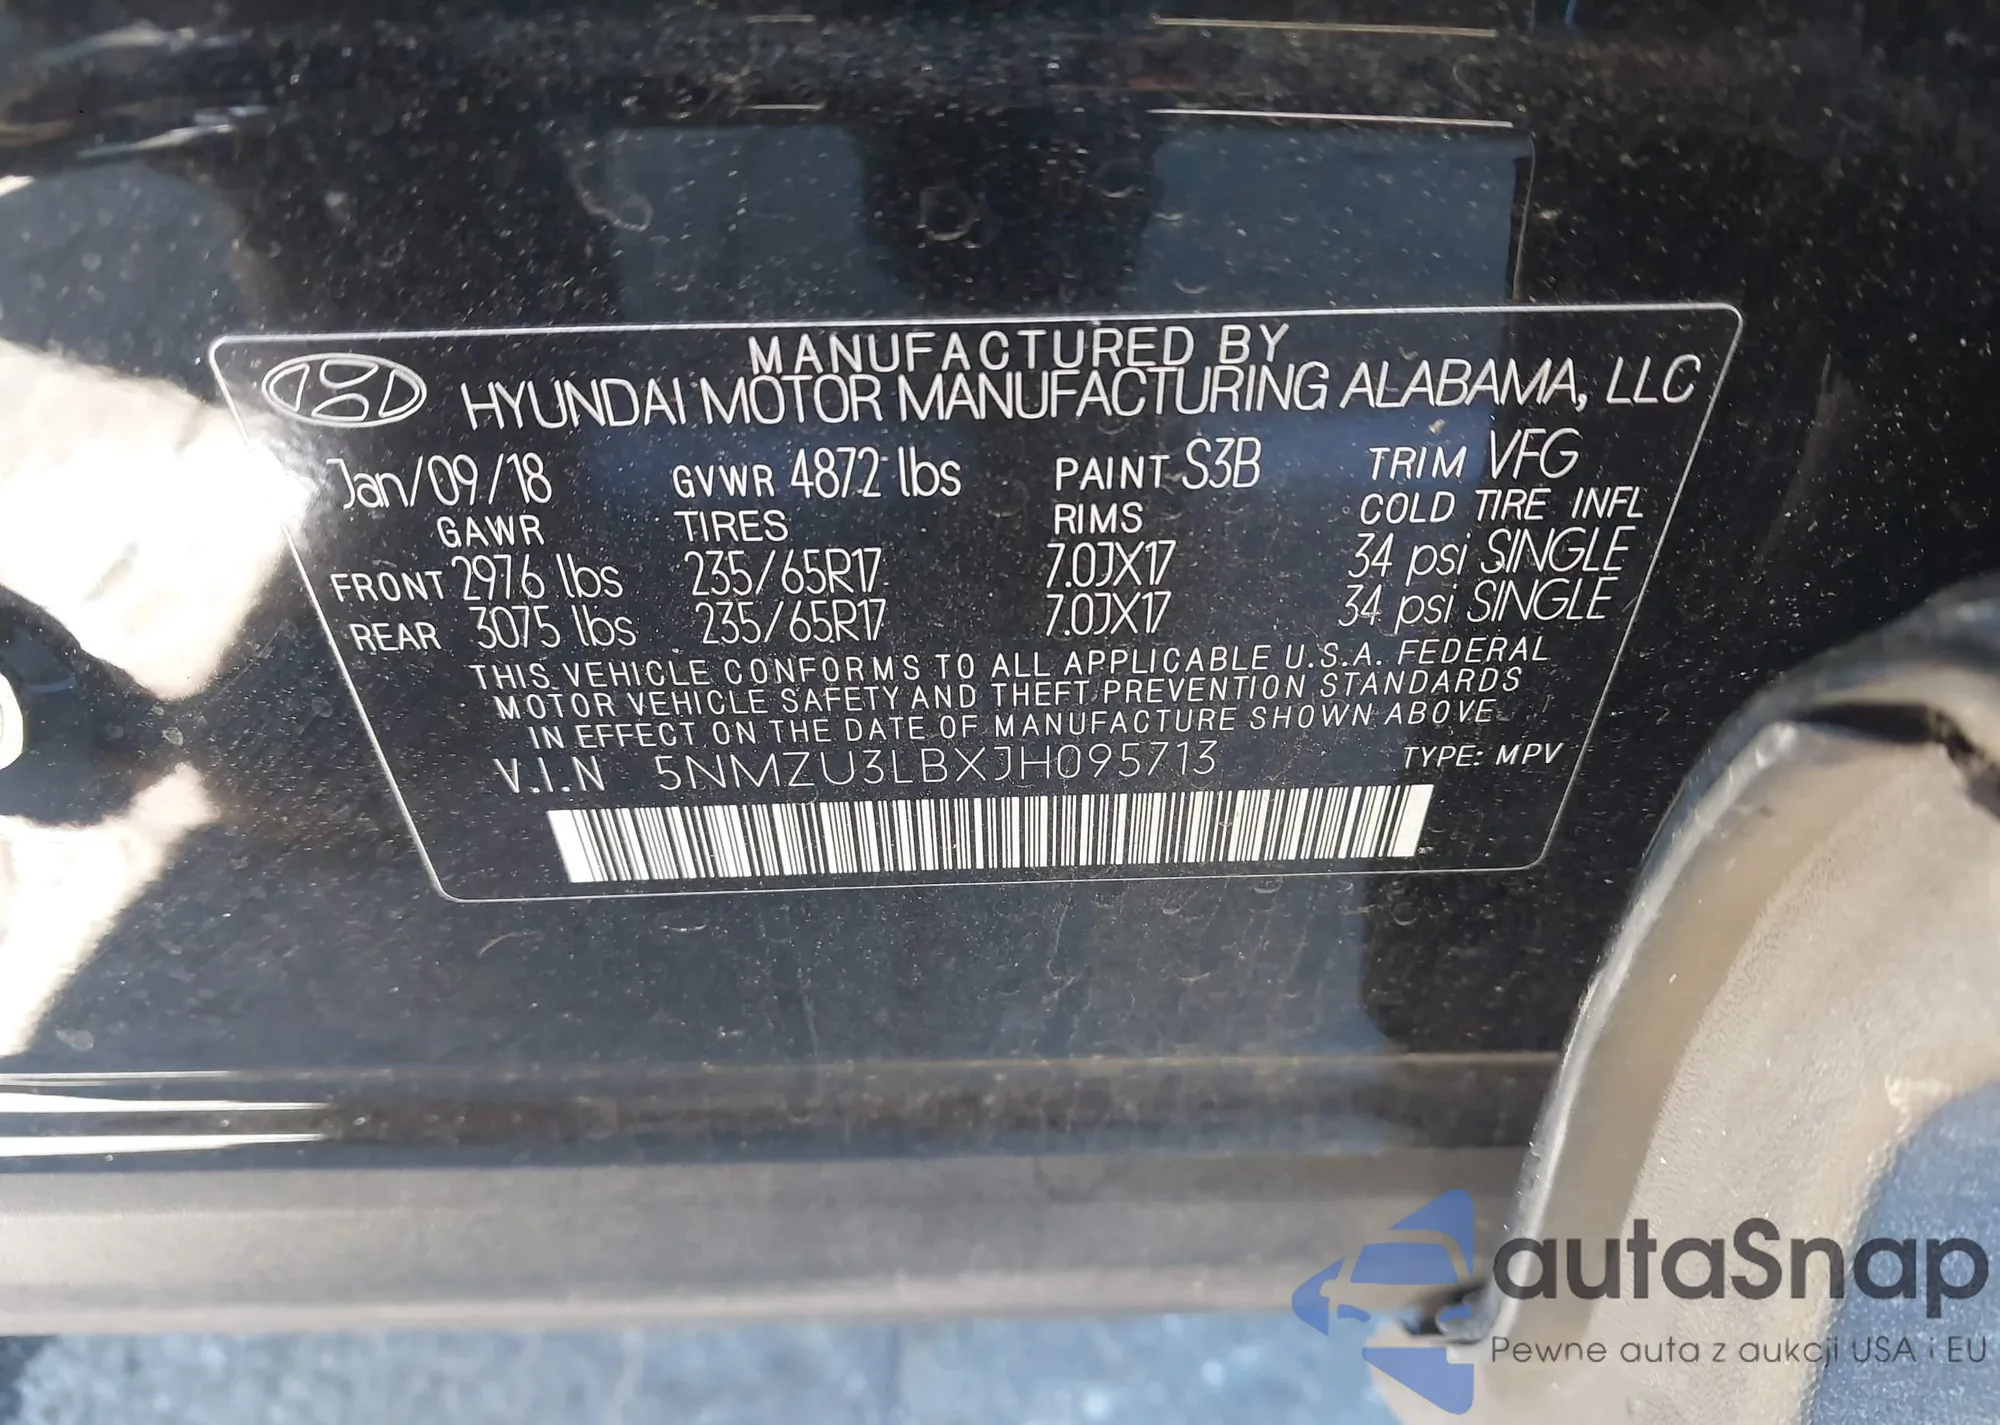 MANUFACTURED BY
HYUNDAI MOTOR MANUFACTURING ALABAMA, LLC
Jan/09/18 GVWR 4872 lbs PAINT S3B TRIM VFG
GAWR TIRES RIMS COLD TIRE INFL
FRONT 2976 lbs 235/65R17 7.0JX17 34 psi SINGLE
REAR 3075 lbs 235/65R17 7.0JX17 34 psi SINGLE
THIS VEHICLE CONFORMS TO ALL APPLICABLE U.S.A. FEDERAL
MOTOR VEHICLE SAFETY AND THEFT PREVENTION STANDARDS
IN EFFECT ON THE DATE OF MANUFACTURE SHOWN ABOVE
V.I.N 5NMZU3LBXJH095713 TYPE: MPV
autaSnap
Pewne auta z aukcji USA i EU